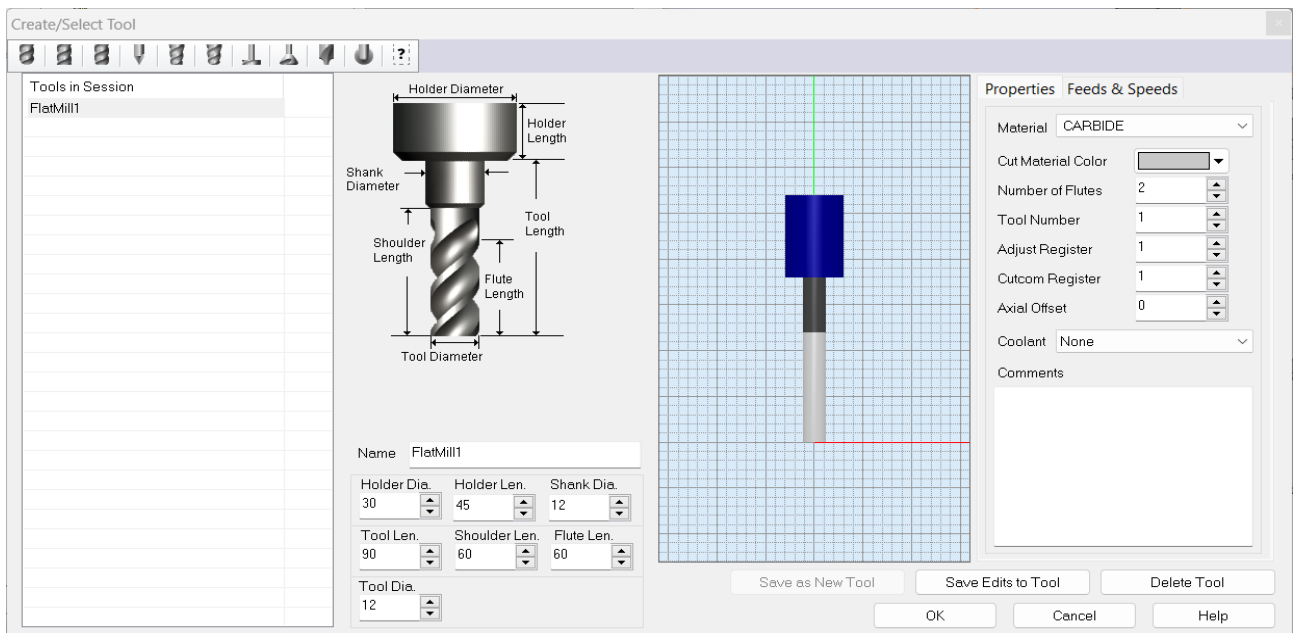 Create/Select Tool
?
Tools in Session
FlatMill1
Holder Diameter
Holder
Length
Shank
Diameter
Tool
Length
Shoulder
Length
Flute
Length
Tool Diameter
Name FlatMill1
Holder Dia. Holder Len. Shank Dia.
30 45 12
Tool Len. Shoulder Len. Flute Len.
90 60 60
Tool Dia.
12
Properties Feeds & Speeds
Material CARBIDE
Cut Material Color
Number of Flutes 2
Tool Number 1
Adjust Register 1
Cutcom Register 1
Axial Offset 0
Coolant None
Comments
Save as New Tool Save Edits to Tool Delete Tool
OK Cancel Help